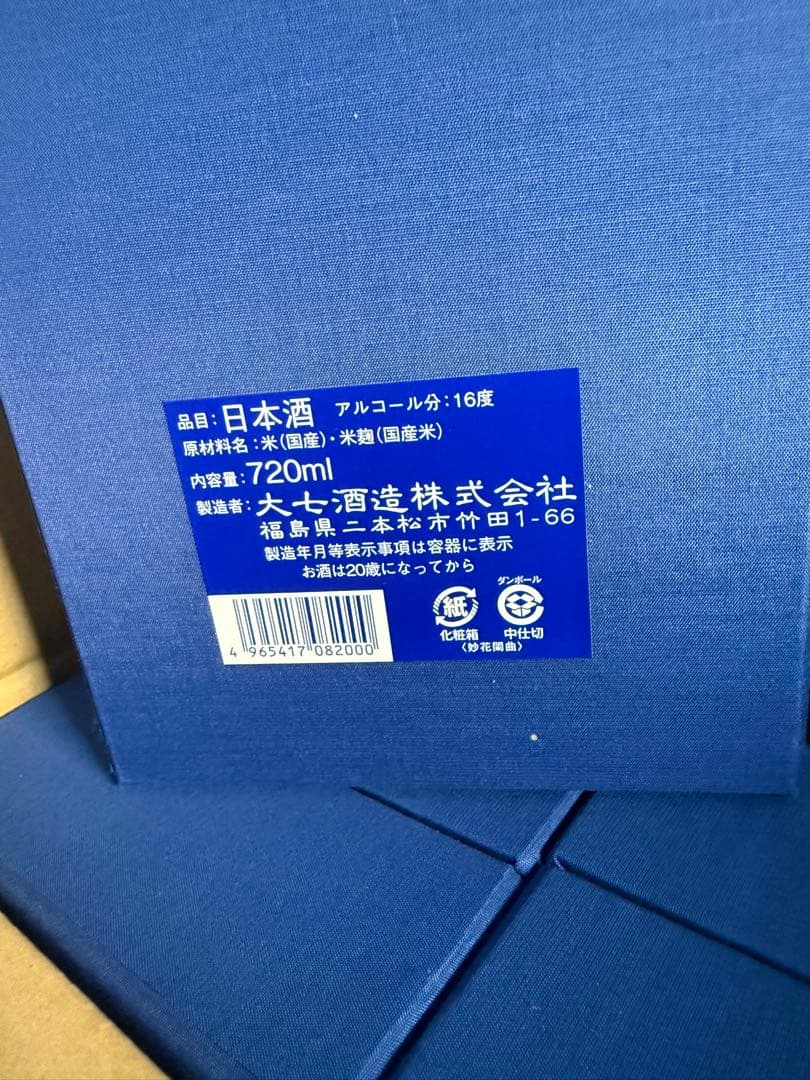 品目:日本酒 アルコール分:16度
原材料名:米(国産)・米麹(国産米)
内容量:720ml
製造者:大七酒造株式会社
福島県二本松市竹田1-66
製造年月等表示事項は容器に表示
お酒は20歳になってから
ダンボール
紙
化粧箱 中仕切
〈妙花闌曲〉
4 965417 082000